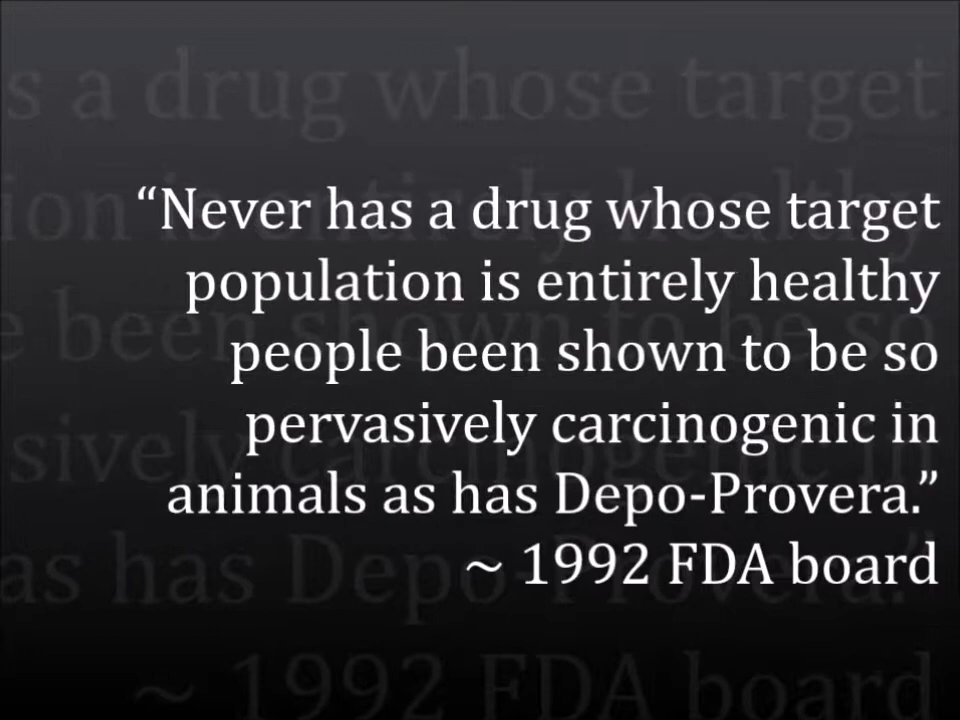 “Never has a drug whose target
population is entirely healthy
people been shown to be so
pervasively carcinogenic in
animals as has Depo-Provera.”
~ 1992 FDA board